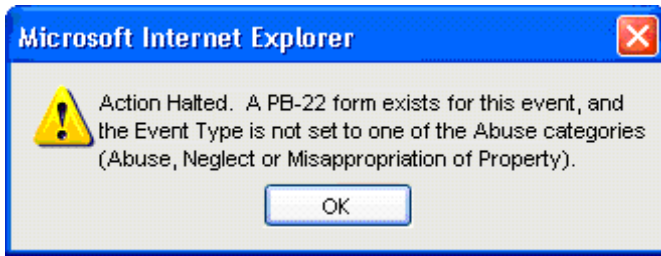 Microsoft Internet Explorer
Action Halted. A PB-22 form exists for this event, and
the Event Type is not set to one of the Abuse categories
(Abuse, Neglect or Misappropriation of Property).
OK